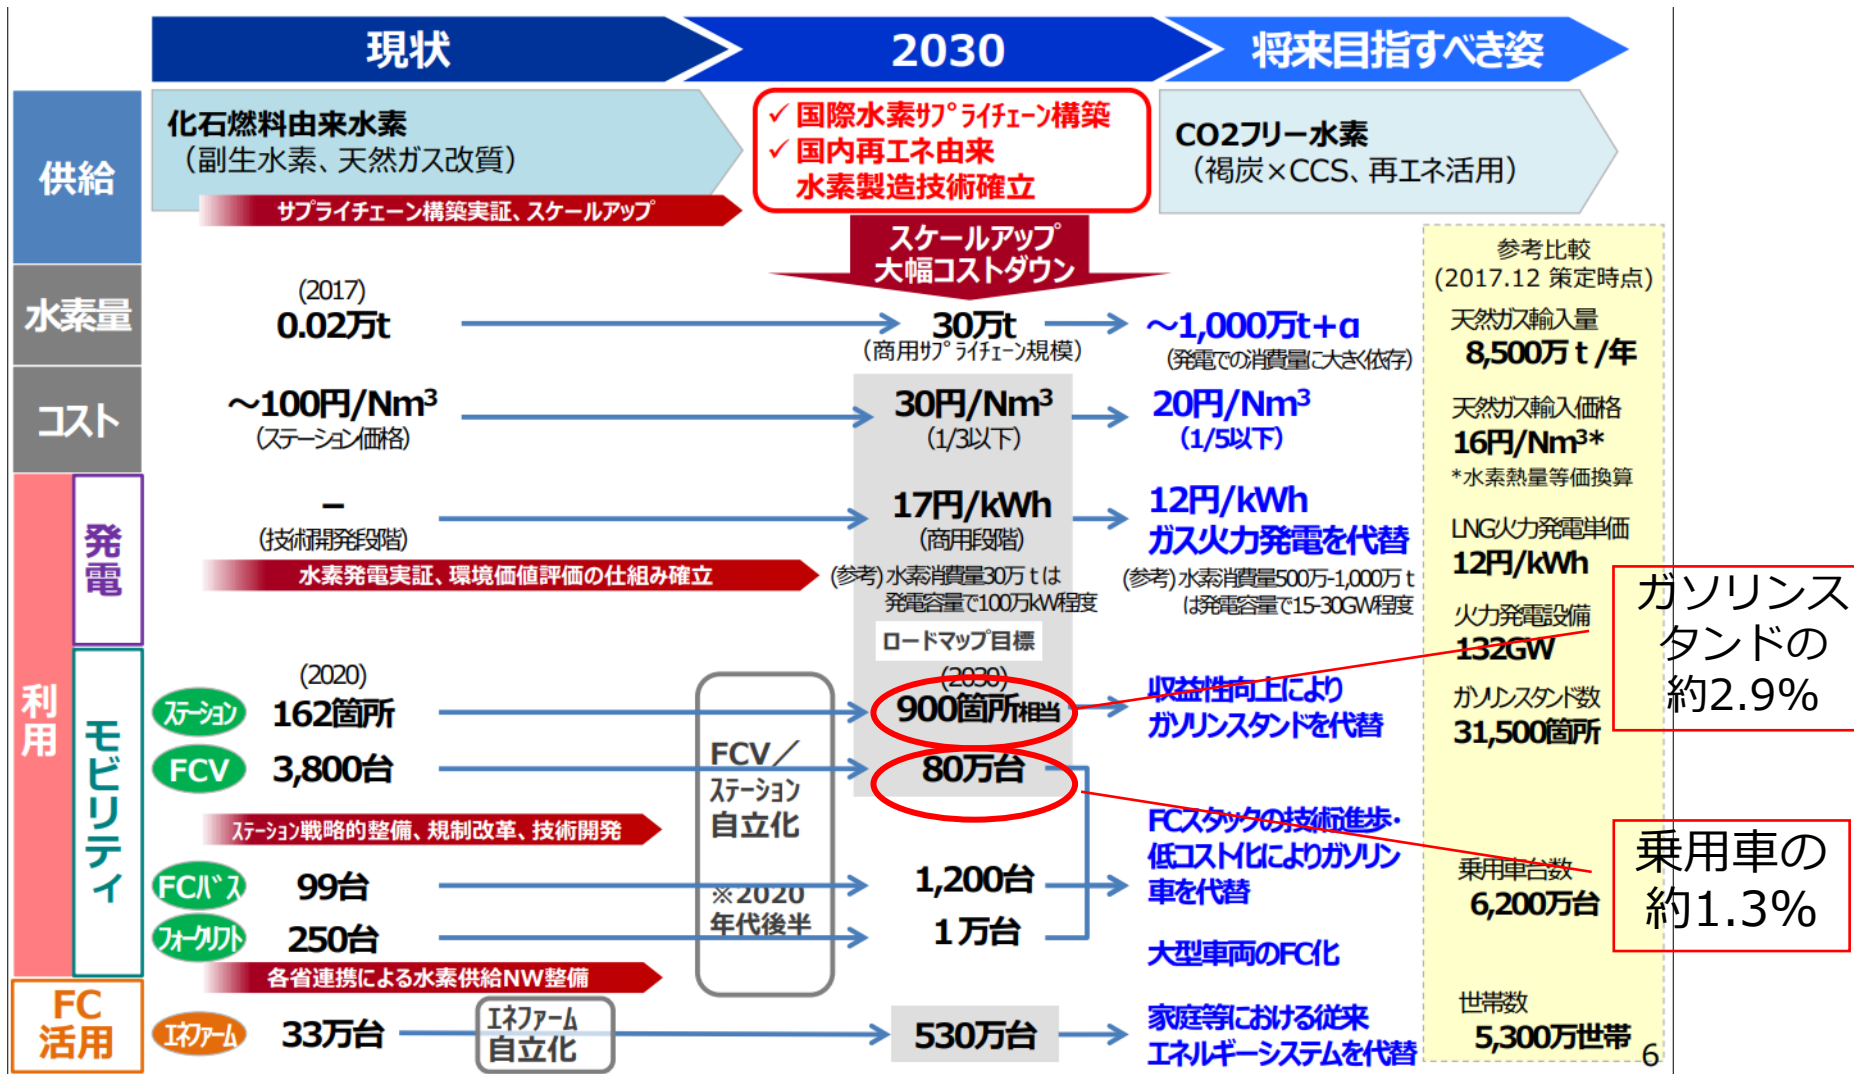 現状
2030
将来目指すべき姿
供給
化石燃料由来水素
（副生水素、天然ガス改質）
サプライチェーン構築実証、スケールアップ
✓ 国際水素ｻﾌﾟﾗｲﾁｪｰﾝ構築
✓ 国内再エネ由来
水素製造技術確立
CO2フリー水素
（褐炭×CCS、再エネ活用）
スケールアップ
大幅コストダウン
水素量
(2017)
0.02万t
30万t
（商用ｻﾌﾟﾗｲﾁｪｰﾝ規模）
～1,000万t+α
（発電での消費量に大きく依存）
コスト
～100円/Nm³
（ステーション価格）
30円/Nm³
（1/3以下）
20円/Nm³
（1/5以下）
利用
発電
－
（技術開発段階）
水素発電実証、環境価値評価の仕組み確立
17円/kWh
（商用段階）
(参考)水素消費量30万ｔは
発電容量で100万kW程度
12円/kWh
ガス火力発電を代替
(参考)水素消費量500万-1,000万ｔ
は発電容量で15-30GW程度
ロードマップ目標
モビリティ
(2020)
(2030)
ステーション
162箇所
900箇所相当
収益性向上により
ガソリンスタンドを代替
FCV
3,800台
80万台
FCV／
ステーション
自立化
※2020
年代後半
ステーション戦略的整備、規制改革、技術開発
FCスタックの技術進歩・
低コスト化によりガソリン
車を代替
FCﾊﾞｽ
99台
1,200台
フォークリフト
250台
1万台
大型車両のFC化
各省連携による水素供給NW整備
FC
活用
エネファーム
33万台
エネファーム
自立化
530万台
家庭等における従来
エネルギーシステムを代替
参考比較
(2017.12 策定時点)
天然ガス輸入量
8,500万ｔ/年
天然ガス輸入価格
16円/Nm³*
*水素熱量等価換算
LNG火力発電単価
12円/kWh
火力発電設備
132GW
ガソリンスタンド数
31,500箇所
乗用車台数
6,200万台
世帯数
5,300万世帯
ガソリンス
タンドの
約2.9%
乗用車の
約1.3%
6